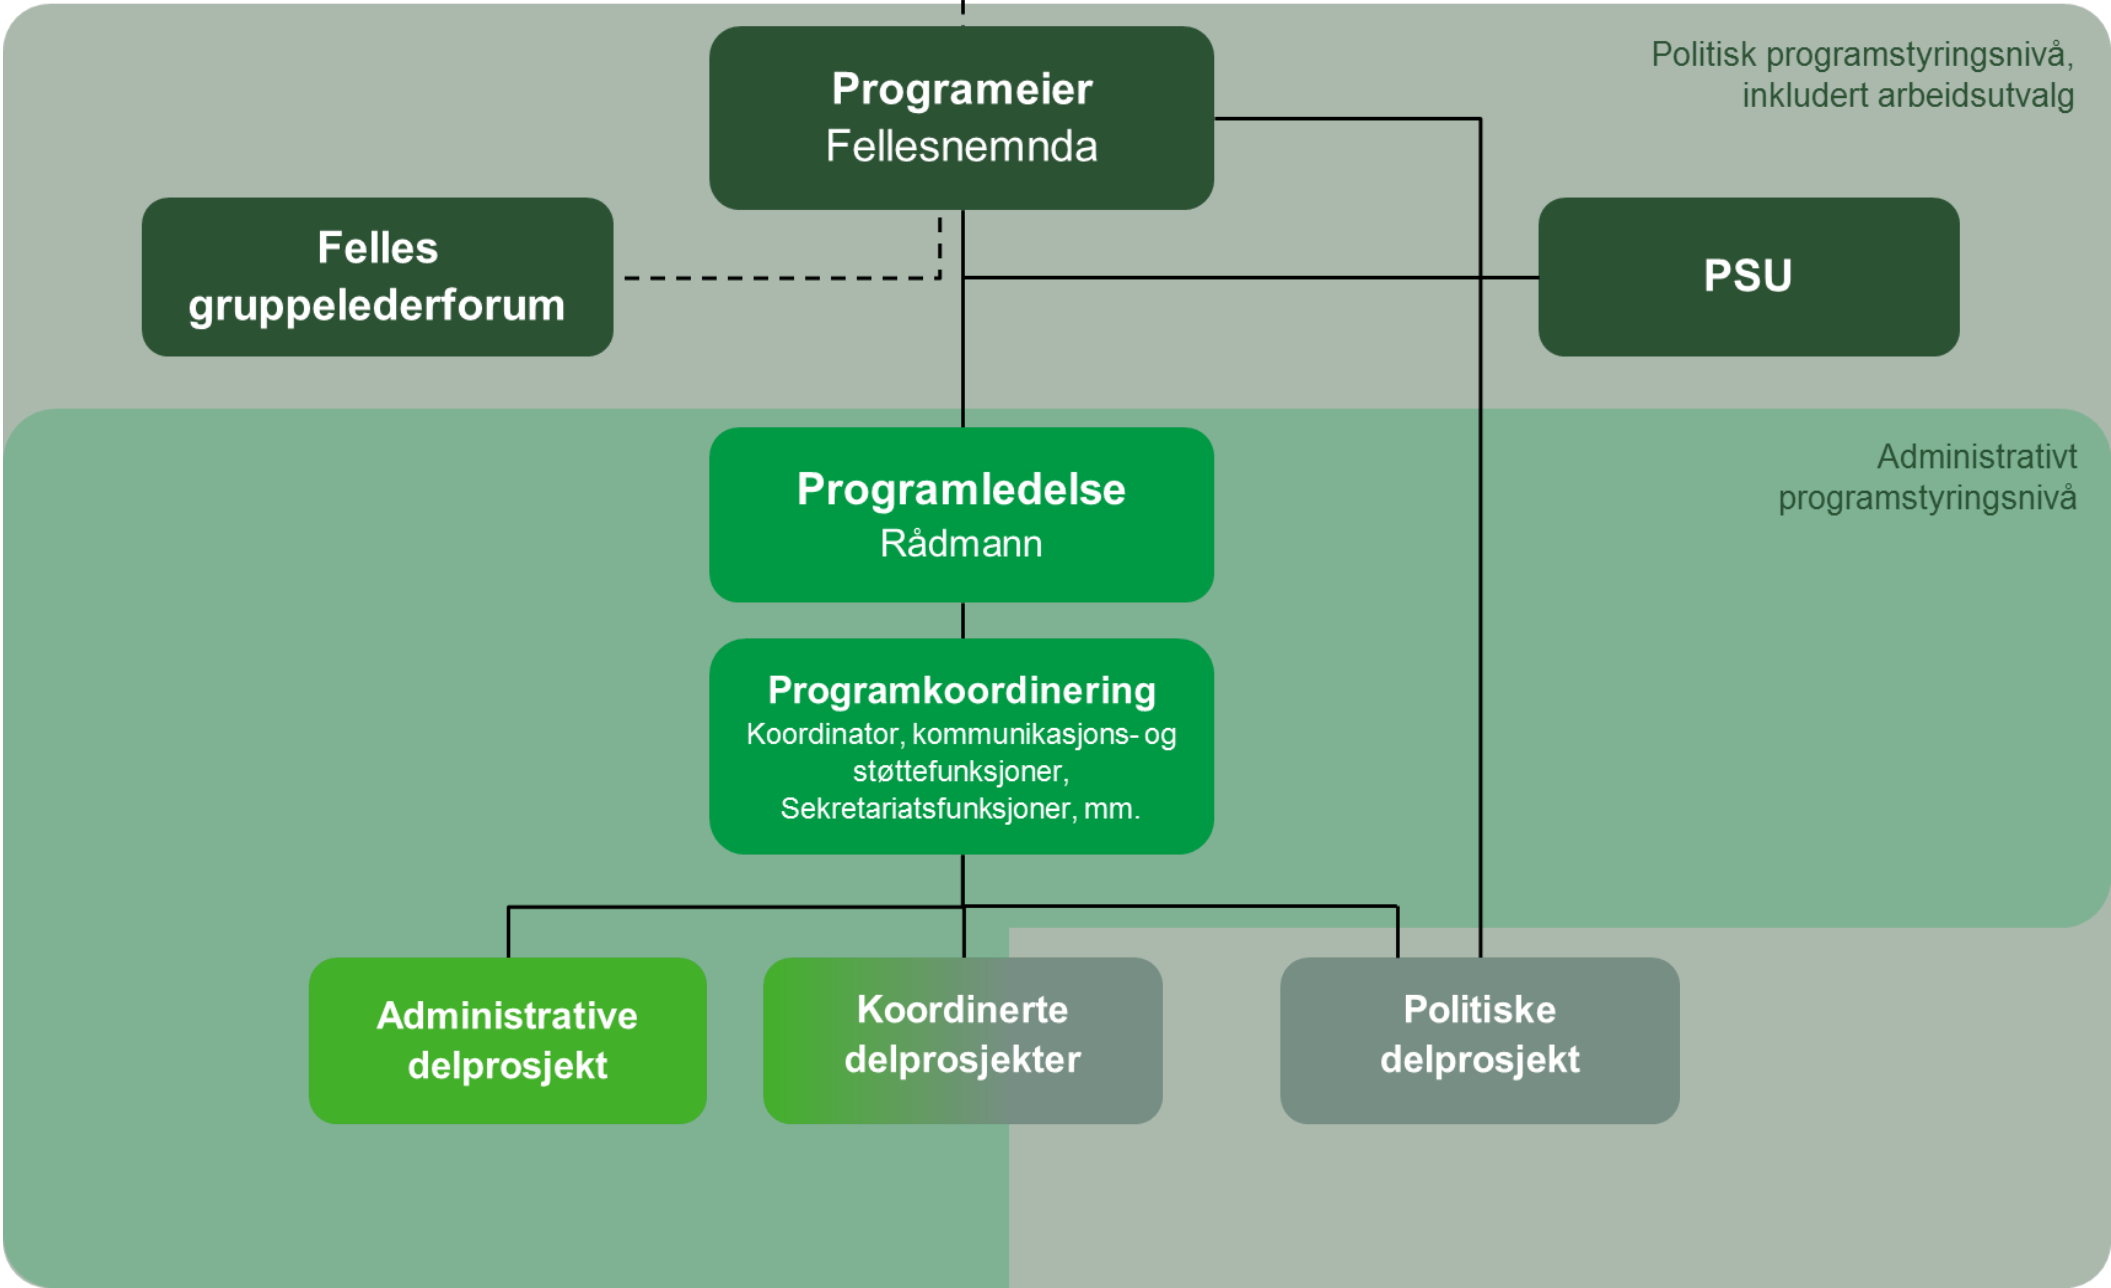 Politisk programstyringsnivå,
inkludert arbeidsutvalg
Programeier
Fellesnemnda
Felles
gruppelederforum
PSU
Administrativt
programstyringsnivå
Programledelse
Rådmann
Programkoordinering
Koordinator, kommunikasjons- og
støttefunksjoner,
Sekretariatsfunksjoner, mm.
Administrative
delprosjekt
Koordinerte
delprosjekter
Politiske
delprosjekt